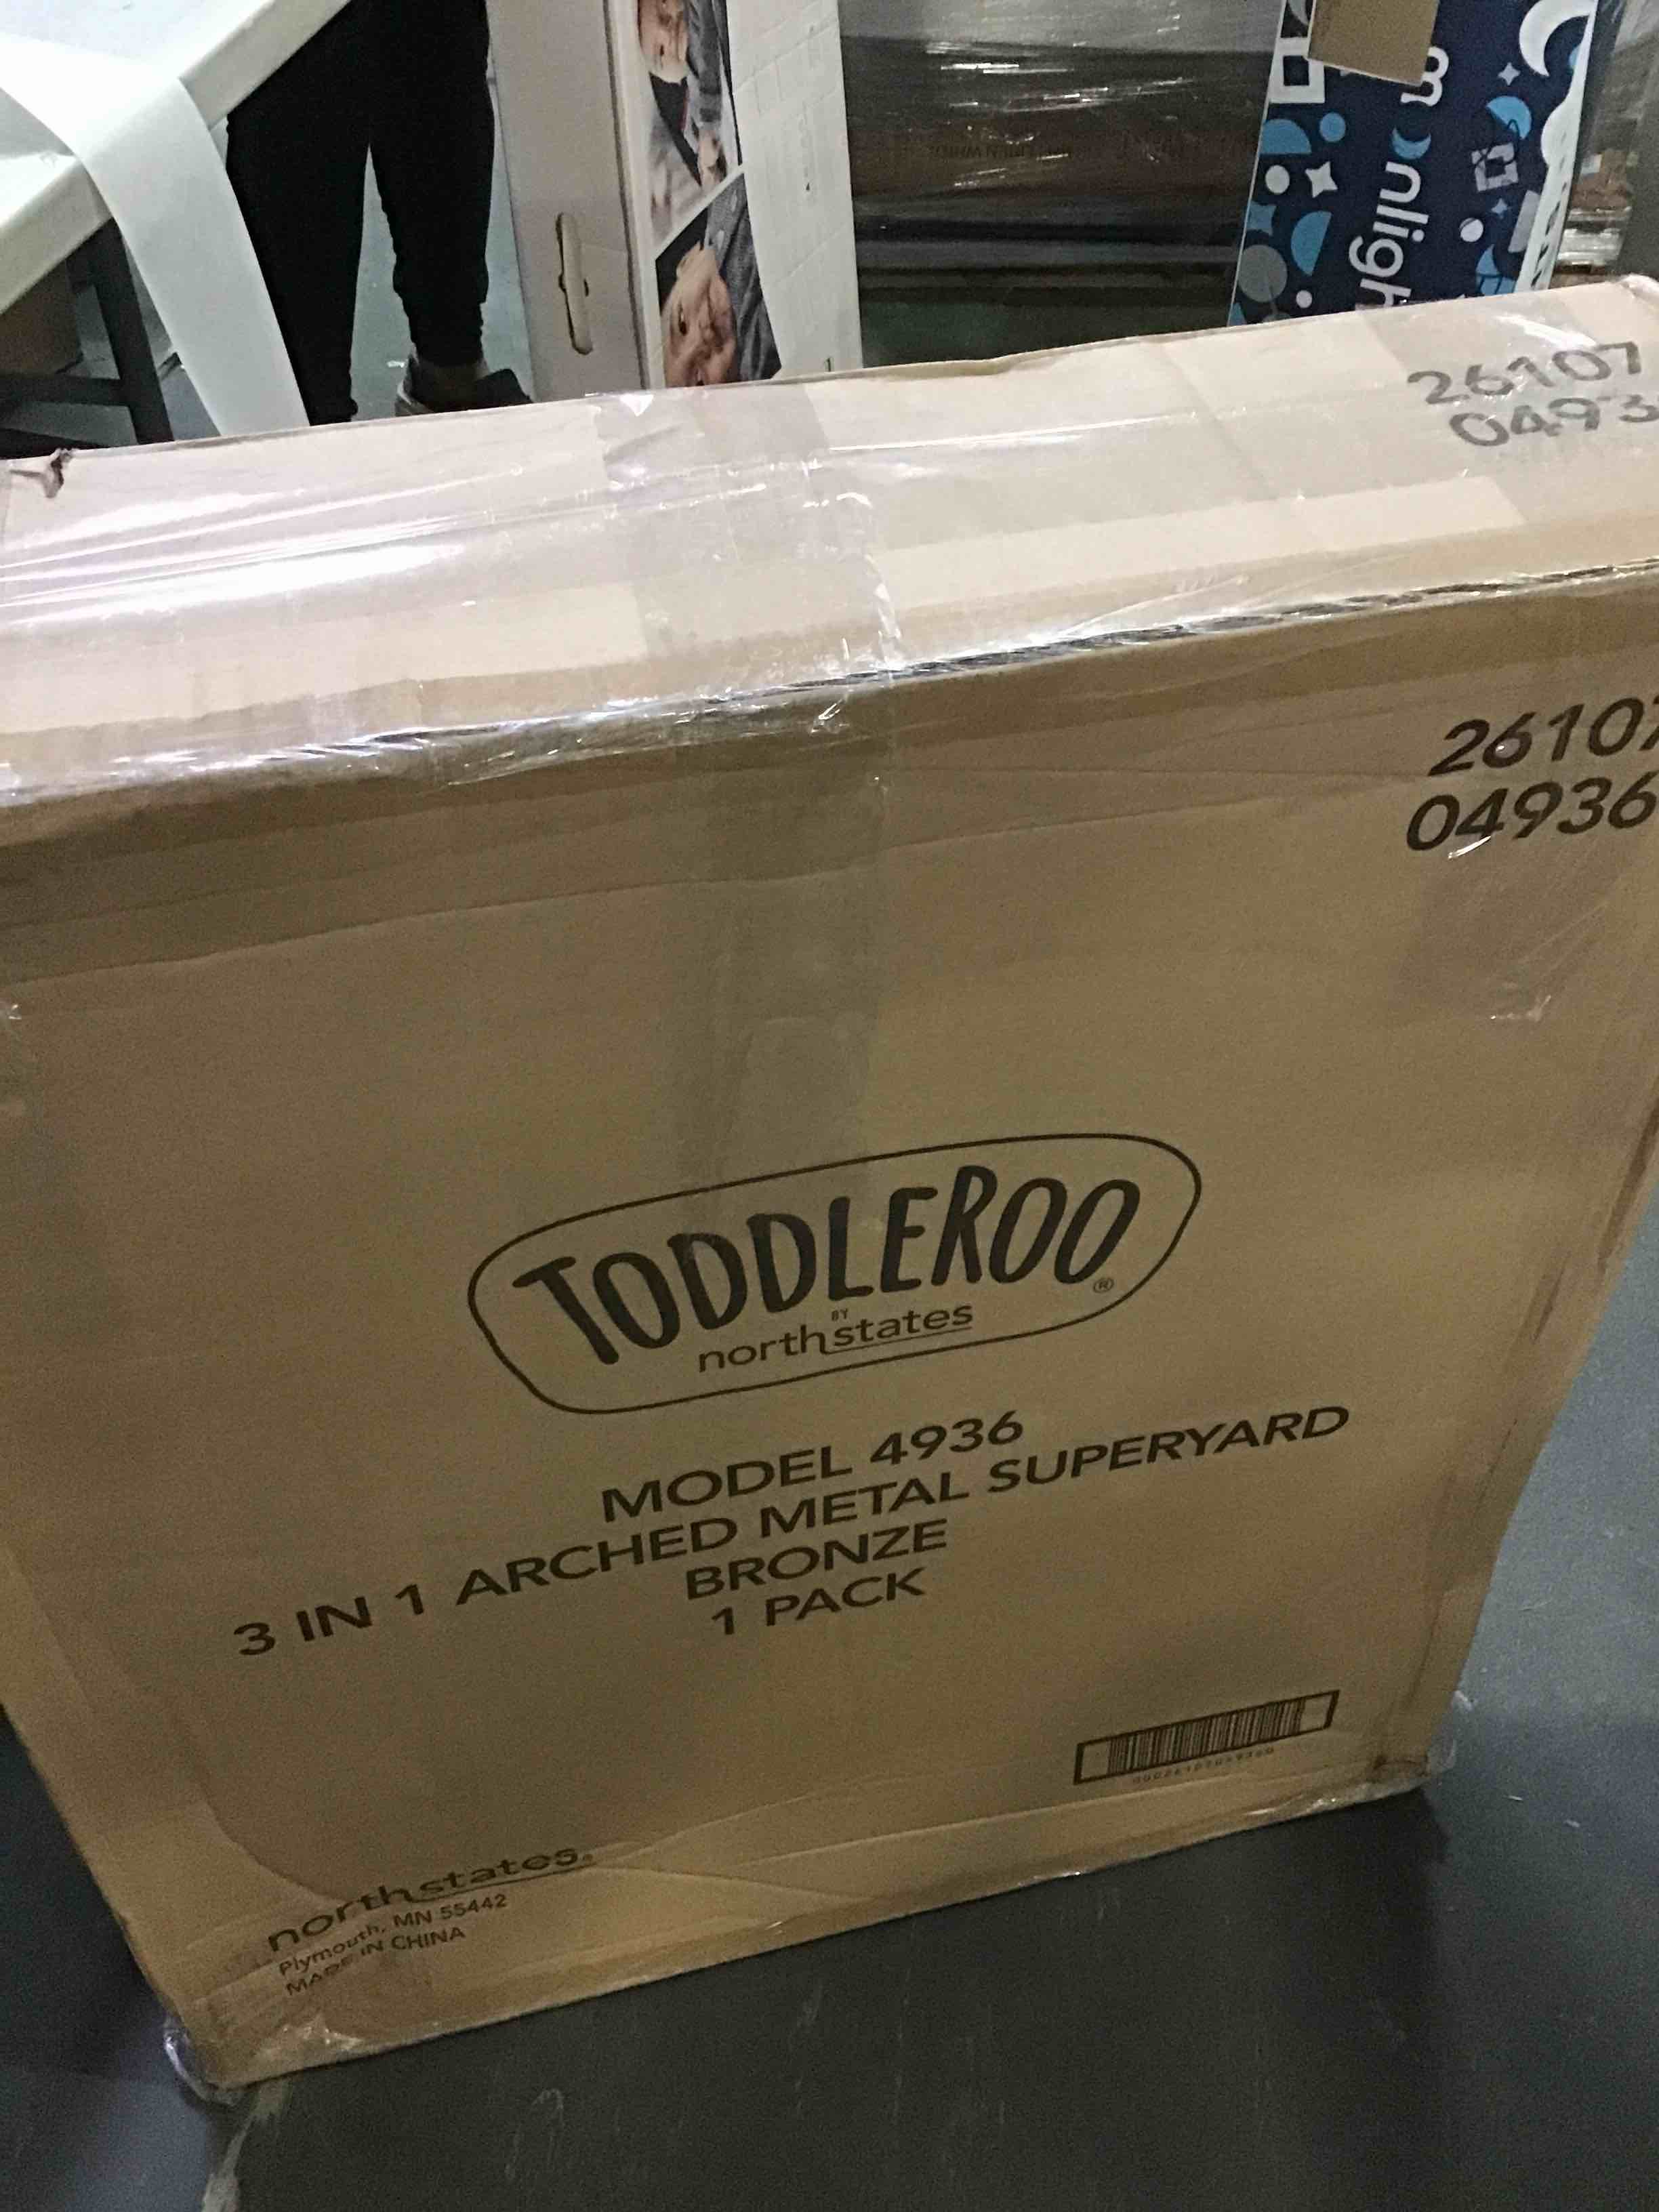 m nligh
26107
0493
26107
04936
TODDLEROO®
BY
northstates
MODEL 4936
3 IN 1 ARCHED METAL SUPERYARD
BRONZE
1 PACK
northstates®
Plymouth, MN 55442
MADE IN CHINA